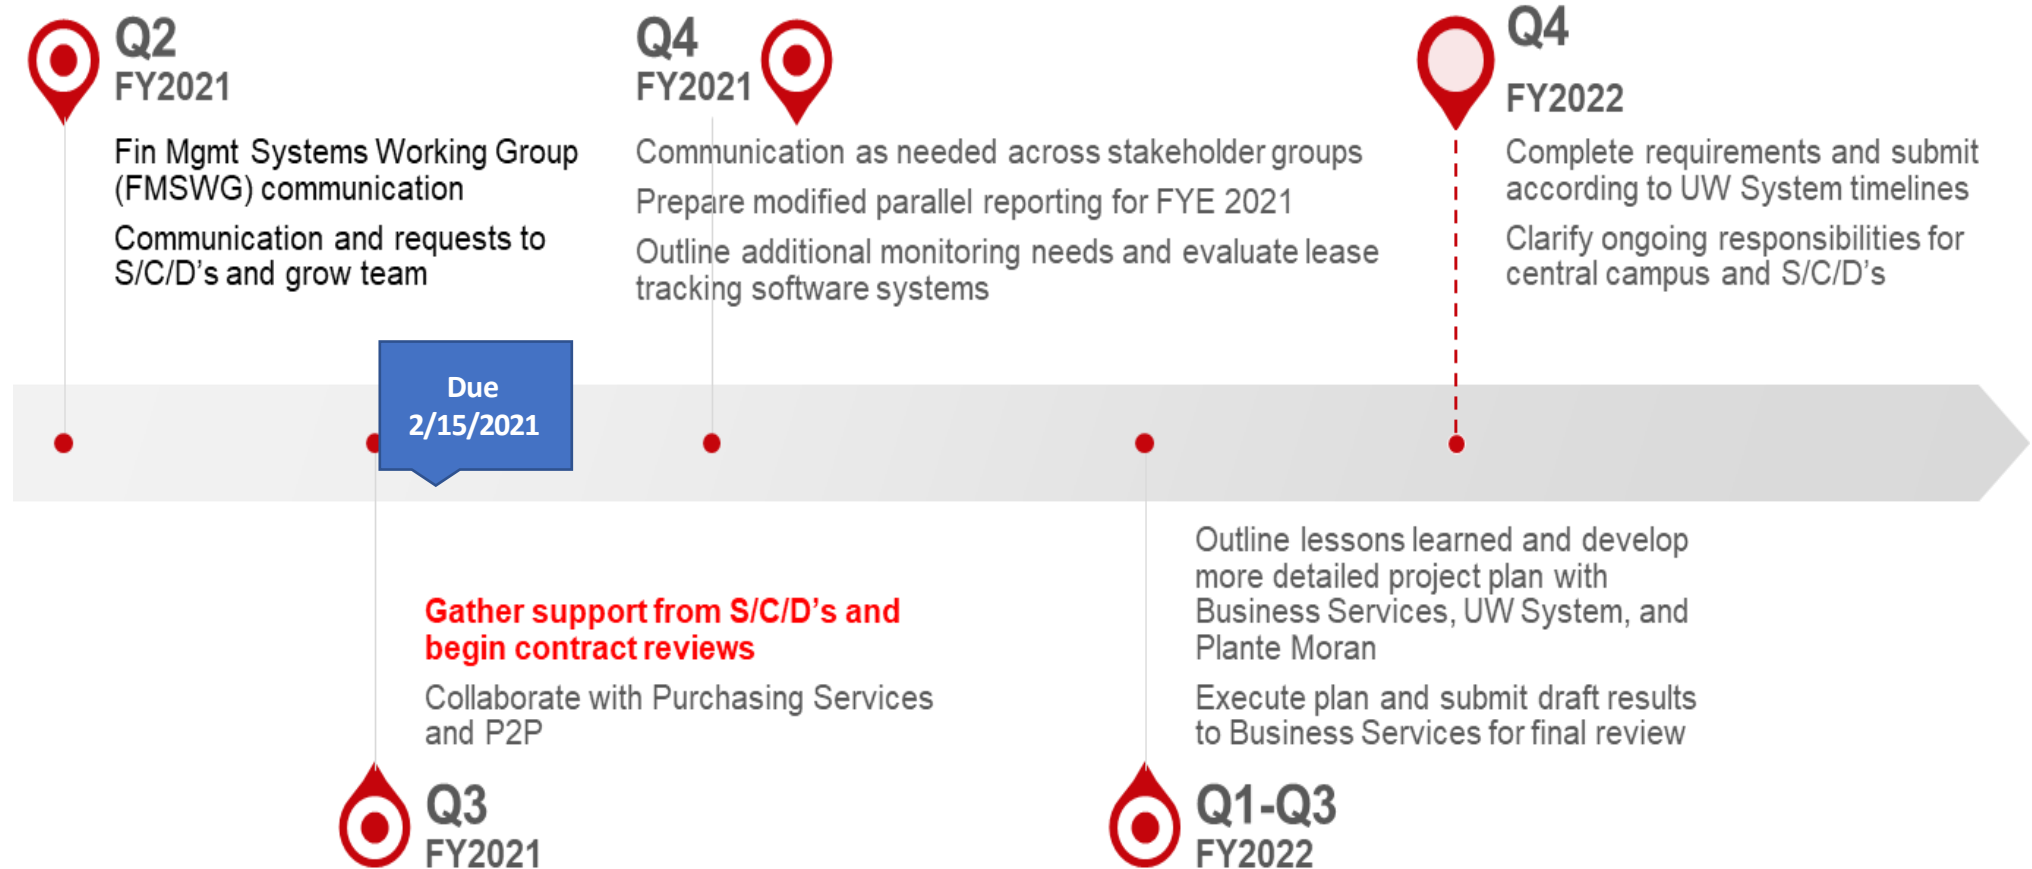 Q2
FY2021
Fin Mgmt Systems Working Group
(FMSWG) communication
Communication and requests to
S/C/D’s and grow team
Q4
FY2021
Communication as needed across stakeholder groups
Prepare modified parallel reporting for FYE 2021
Outline additional monitoring needs and evaluate lease
tracking software systems
Q4
FY2022
Complete requirements and submit
according to UW System timelines
Clarify ongoing responsibilities for
central campus and S/C/D’s
Due
2/15/2021
Gather support from S/C/D’s and
begin contract reviews
Collaborate with Purchasing Services
and P2P
Q3
FY2021
Outline lessons learned and develop
more detailed project plan with
Business Services, UW System, and
Plante Moran
Execute plan and submit draft results
to Business Services for final review
Q1-Q3
FY2022